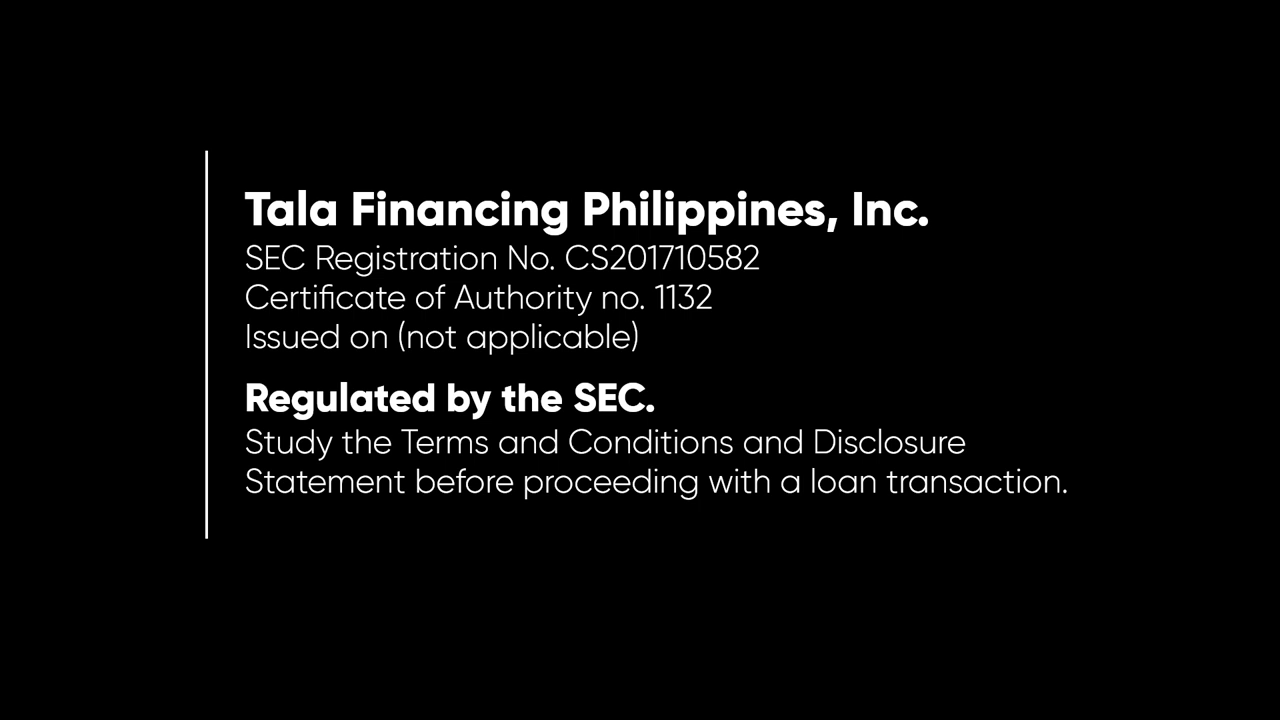 Tala Financing Philippines, Inc.
SEC Registration No. CS201710582
Certificate of Authority no. 1132
Issued on (not applicable)
Regulated by the SEC.
Study the Terms and Conditions and Disclosure
Statement before proceeding with a loan transaction.